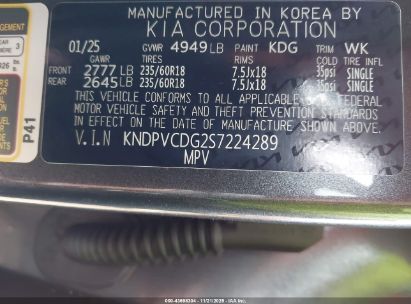 MANUFACTURED IN KOREA BY
KIA CORPORATION
01/25 GVWR 4949 LB PAINT KDG TRIM WK
GAWR TIRES RIMS COLD TIRE INFL
FRONT 2777 LB 235/60R18 7.5Jx18 35psi SINGLE
REAR 2645 LB 235/60R18 7.5Jx18 35psi SINGLE
THIS VEHICLE CONFORMS TO ALL APPLICABLE FEDERAL
MOTOR VEHICLE SAFETY AND THEFT PREVENTION STANDARDS
IN EFFECT ON THE DATE OF MANUFACTURE SHOWN ABOVE.
V.I.N KNDPVCDG2S7224289
MPV
3
P41